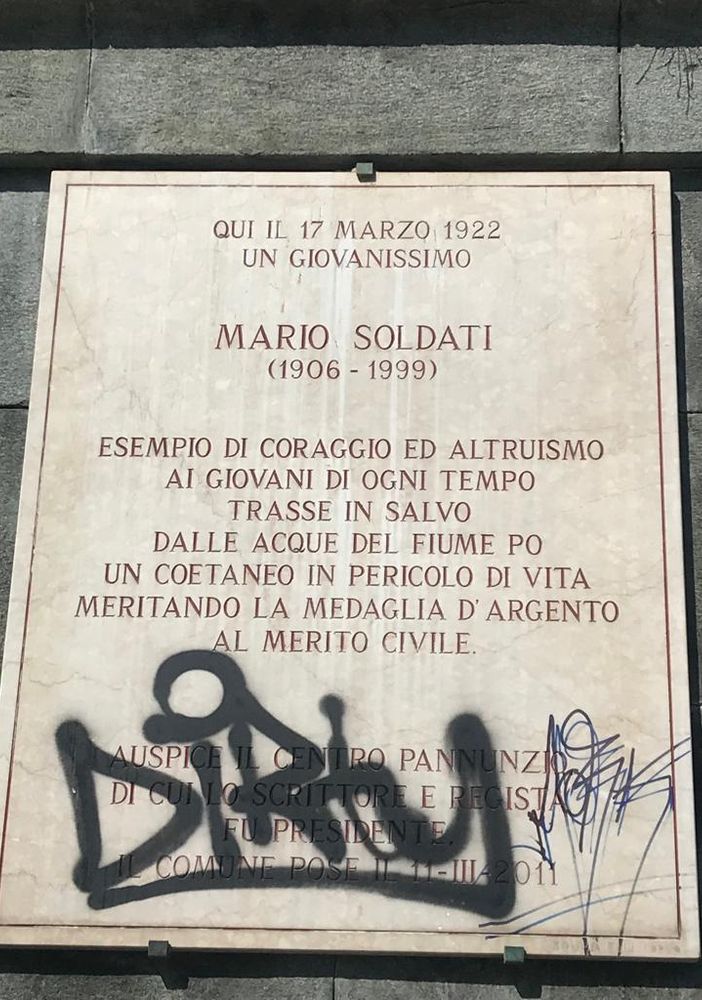 QUI IL 17 MARZO 1922
UN GIOVANISSIMO
MARIO SOLDATI
(1906 - 1999)
ESEMPIO DI CORAGGIO ED ALTRUISMO
AI GIOVANI DI OGNI TEMPO
TRASSE IN SALVO
DALLE ACQUE DEL FIUME PO
UN COETANEO IN PERICOLO DI VITA
MERITANDO LA MEDAGLIA D'ARGENTO
AL MERITO CIVILE.
AUSPICE IL CENTRO PANNUNZIO
DI CUI LO SCRITTORE E REGISTA
FU PRESIDENTE.
IL COMUNE POSE IL 11-III-2011